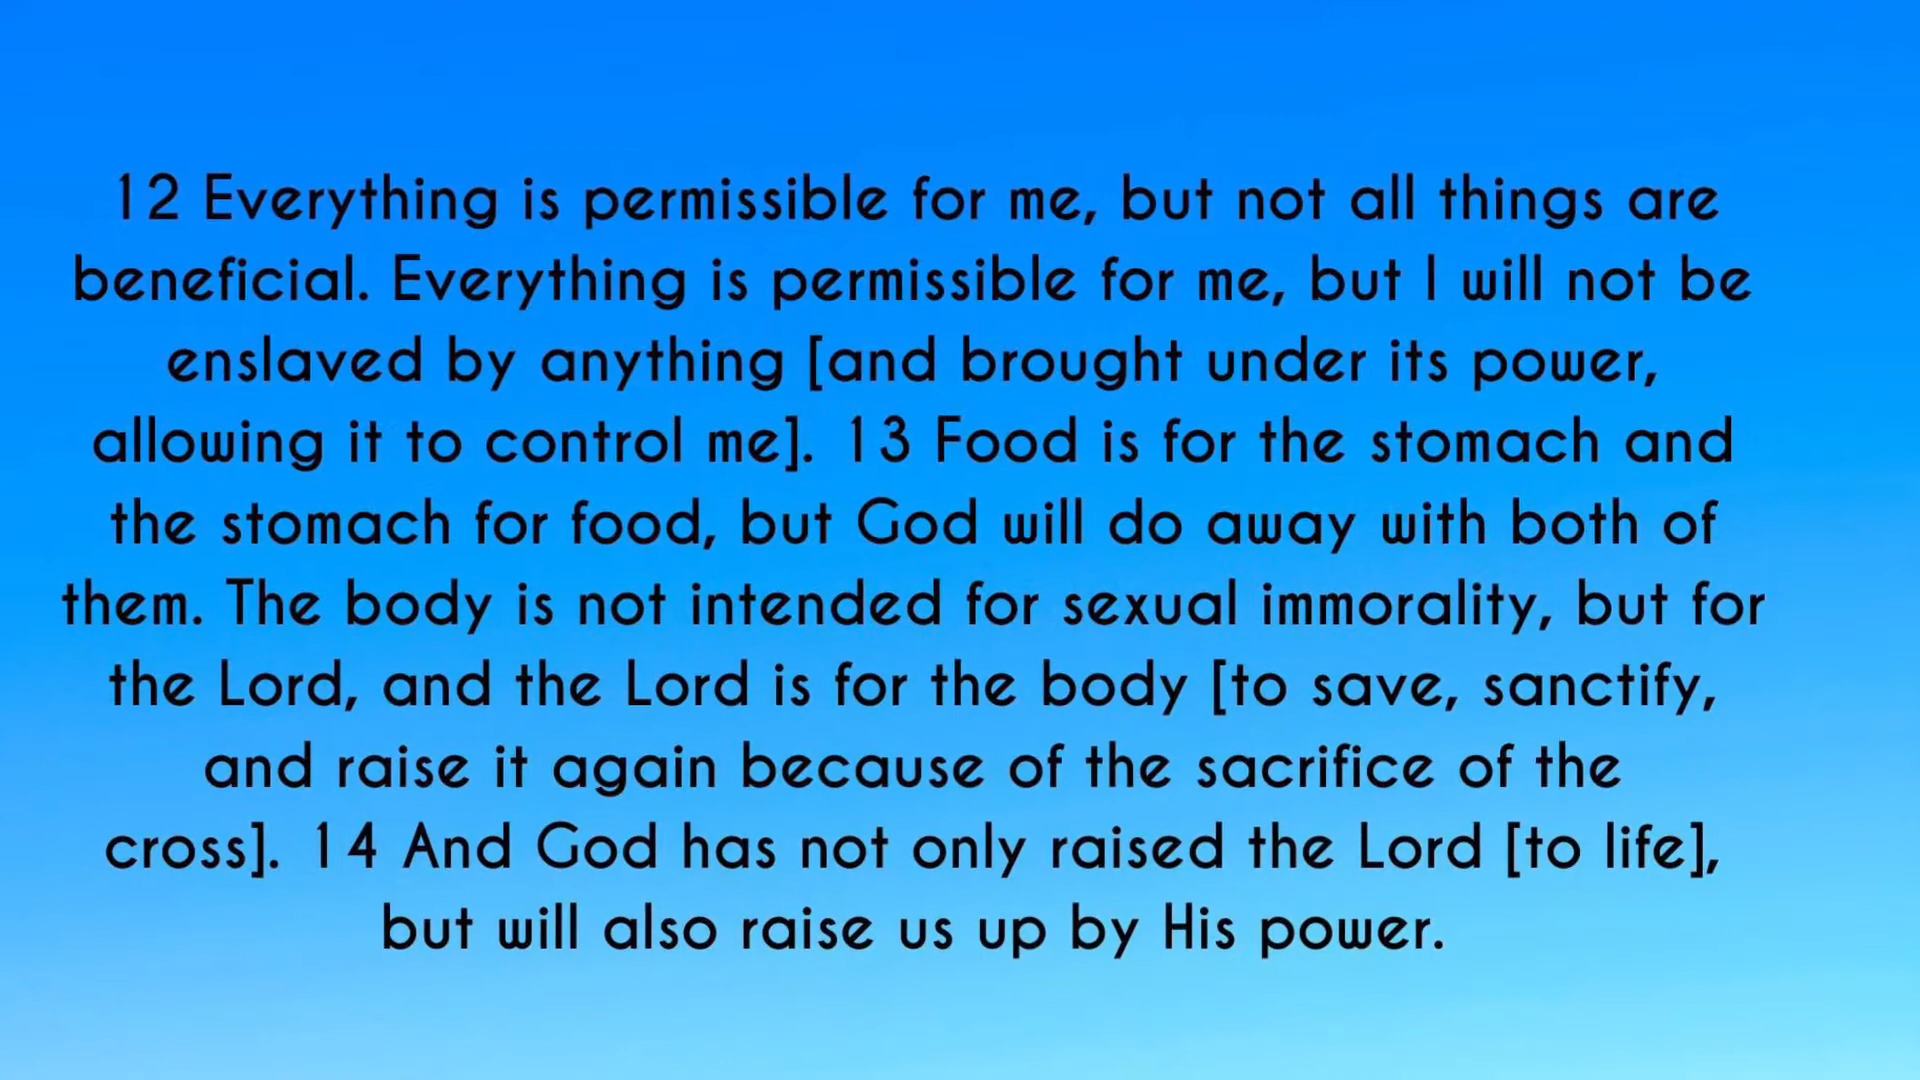 12 Everything is permissible for me, but not all things are
beneficial. Everything is permissible for me, but I will not be
enslaved by anything [and brought under its power,
allowing it to control me]. 13 Food is for the stomach and
the stomach for food, but God will do away with both of
them. The body is not intended for sexual immorality, but for
the Lord, and the Lord is for the body [to save, sanctify,
and raise it again because of the sacrifice of the
cross]. 14 And God has not only raised the Lord [to life],
but will also raise us up by His power.